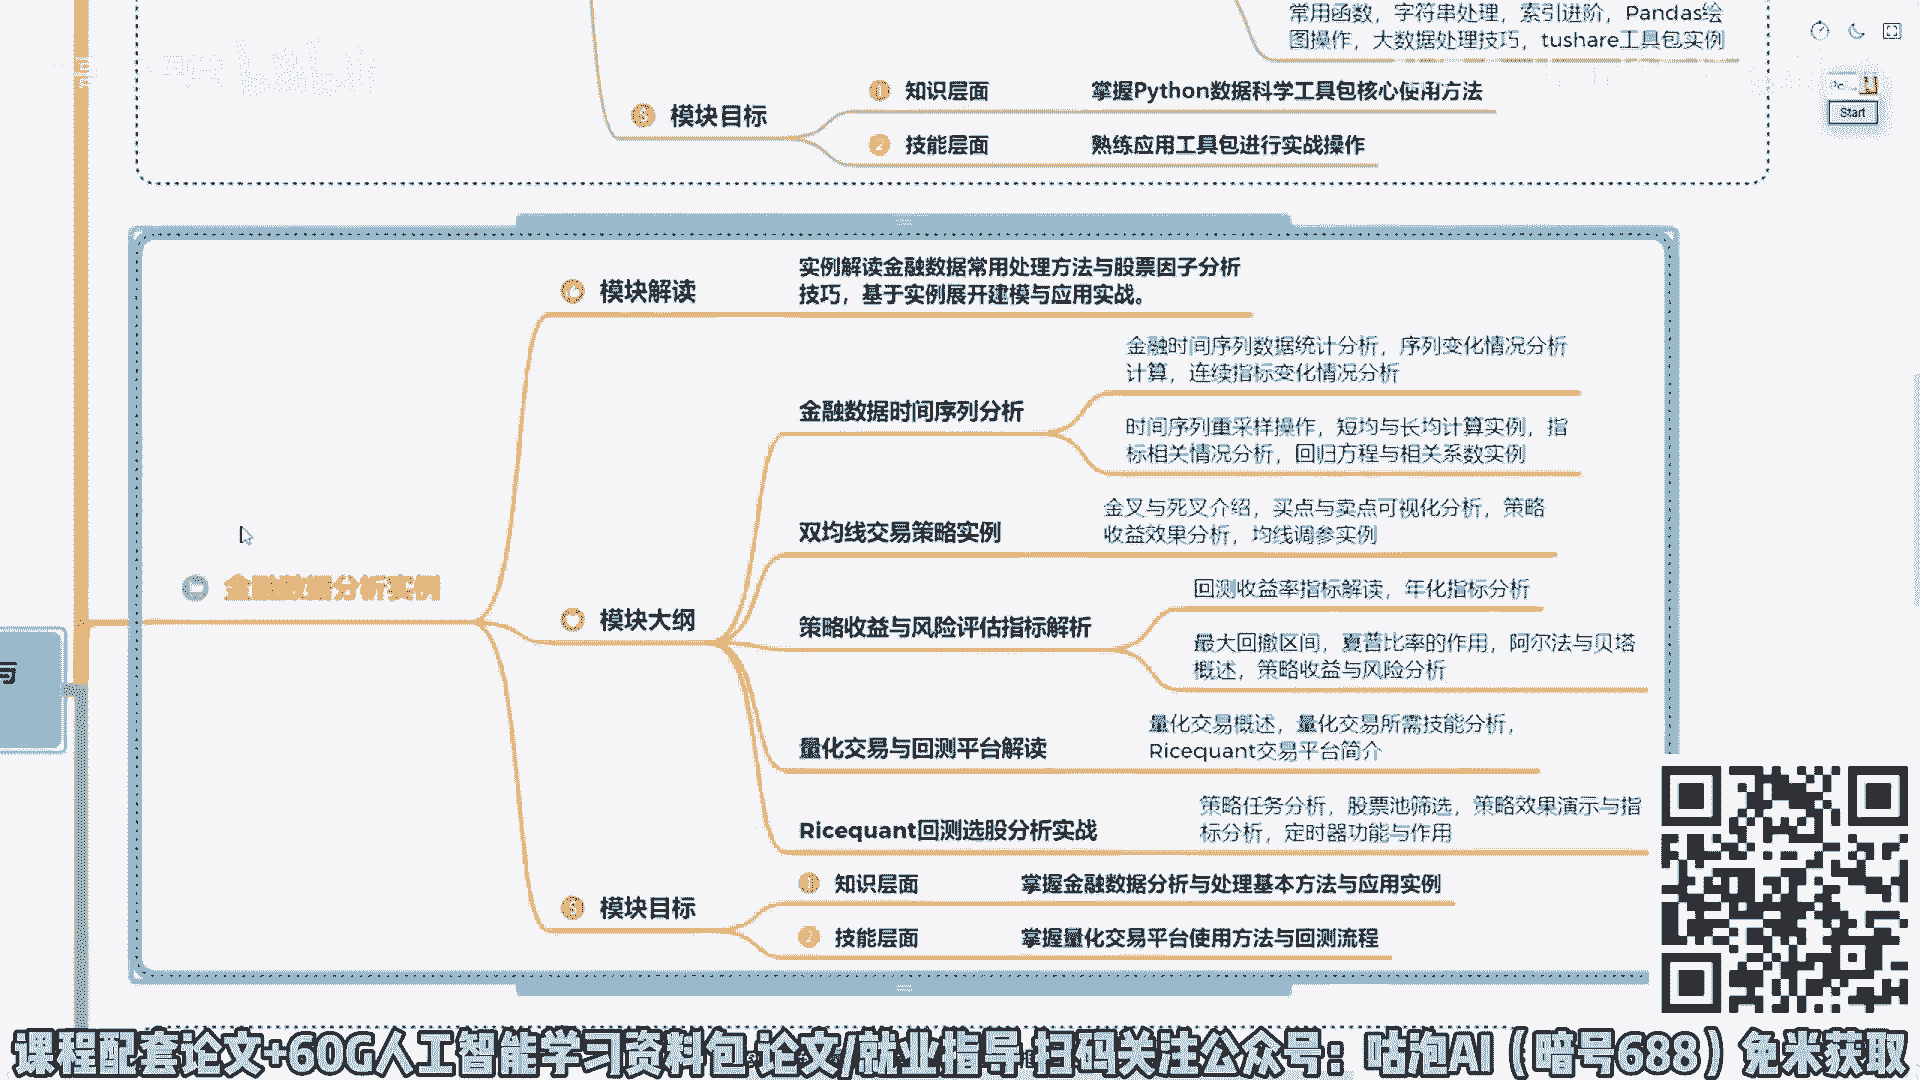 常用函数，字符串处理，索引进阶，Pandas绘
图操作，大数据处理技巧，tushare工具包实例
Start
模块目标
知识层面
掌握Python数据科学工具包核心使用方法
技能层面
熟练应用工具包进行实战操作
模块解读
实例解读金融数据常用处理方法与股票因子分析
技巧，基于实例展开建模与应用实战。
金融时间序列数据统计分析，序列变化情况分析
计算，连续指标变化情况分析
金融数据时间序列分析
时间序列重采样操作，短均与长均计算实例，指
标相关情况分析，回归方程与相关系数实例
双均线交易策略实例
金叉与死叉介绍，买点与卖点可视化分析，策略
收益效果分析，均线调参实例
金融数据分析实例
模块大纲
策略收益与风险评估指标解析
回测收益率指标解读，年化指标分析
最大回撤区间，夏普比率的作用，阿尔法与贝塔
概述，策略收益与风险分析
与
量化交易与回测平台解读
量化交易概述，量化交易所需技能分析，
Ricequant交易平台简介
Ricequant回测选股分析实战
策略任务分析，股票池筛选，策略效果演示与指
标分析，定时器功能与作用
模块目标
知识层面
掌握金融数据分析与处理基本方法与应用实例
技能层面
掌握量化交易平台使用方法与回测流程
课程配套论文+60G人工智能学习资料包 论文/就业指导 扫码关注公众号：咕泡AI（暗号688）免米获取